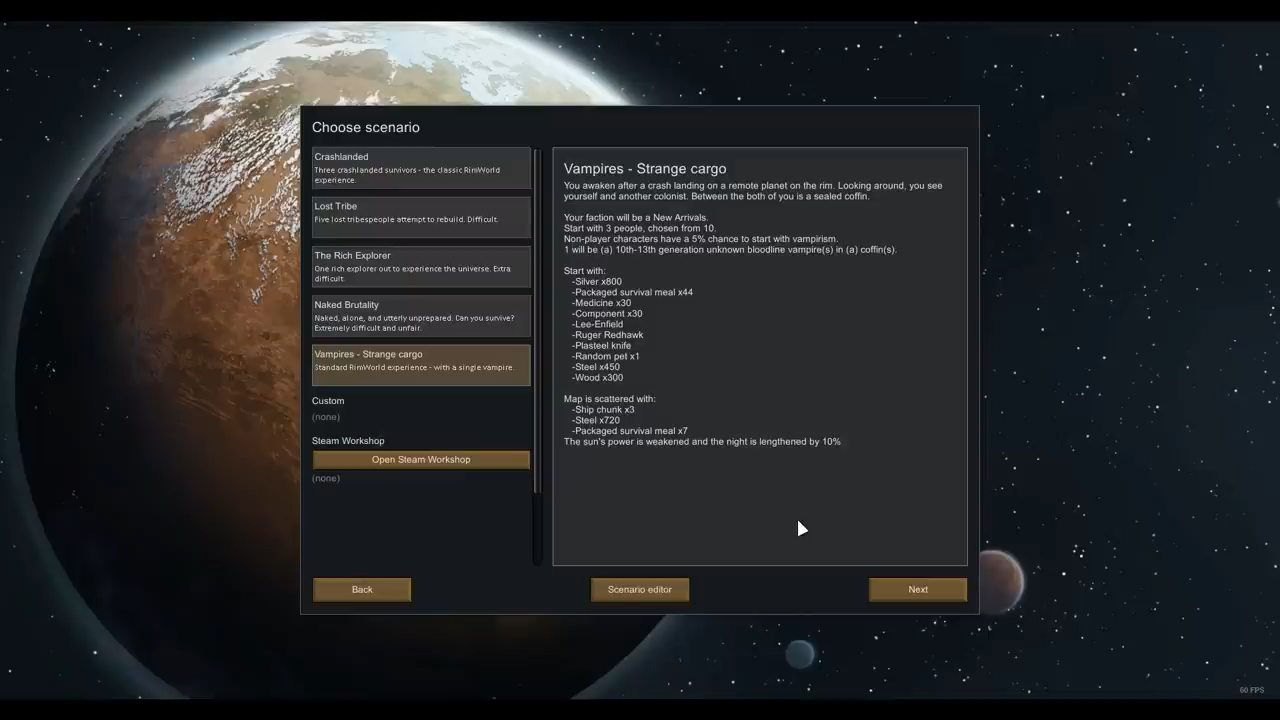 Choose scenario
Crashlanded
Three crashlanded survivors - the classic RimWorld
experience.
Lost Tribe
Five lost tribespeople attempt to rebuild. Difficult.
The Rich Explorer
One rich explorer out to experience the universe. Extra
difficult.
Naked Brutality
Naked, alone, and utterly unprepared. Can you survive?
Extremely difficult and unfair.
Vampires - Strange cargo
Standard RimWorld experience - with a single vampire.
Custom
(none)
Steam Workshop
Open Steam Workshop
(none)
Vampires - Strange cargo
You awaken after a crash landing on a remote planet on the rim. Looking around, you see
yourself and another colonist. Between the both of you is a sealed coffin.
Your faction will be a New Arrivals.
Start with 3 people, chosen from 10.
Non-player characters have a 5% chance to start with vampirism.
1 will be (a) 10th-13th generation unknown bloodline vampire(s) in (a) coffin(s).
Start with:
-Silver x800
-Packaged survival meal x44
-Medicine x30
-Component x30
-Lee-Enfield
-Ruger Redhawk
-Plasteel knife
-Random pet x1
-Steel x450
-Wood x300
Map is scattered with:
-Ship chunk x3
-Steel x720
-Packaged survival meal x7
The sun's power is weakened and the night is lengthened by 10%
Back
Scenario editor
Next
60 FPS